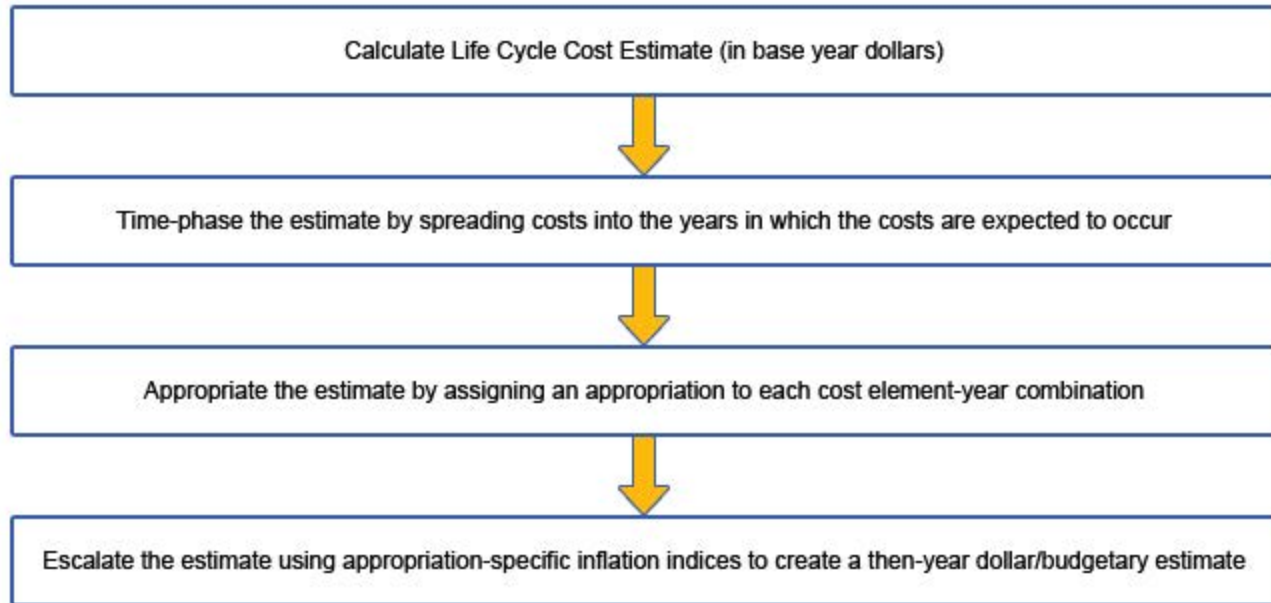 Calculate Life Cycle Cost Estimate (in base year dollars)
Time-phase the estimate by spreading costs into the years in which the costs are expected to occur
Appropriate the estimate by assigning an appropriation to each cost element-year combination
Escalate the estimate using appropriation-specific inflation indices to create a then-year dollar/budgetary estimate